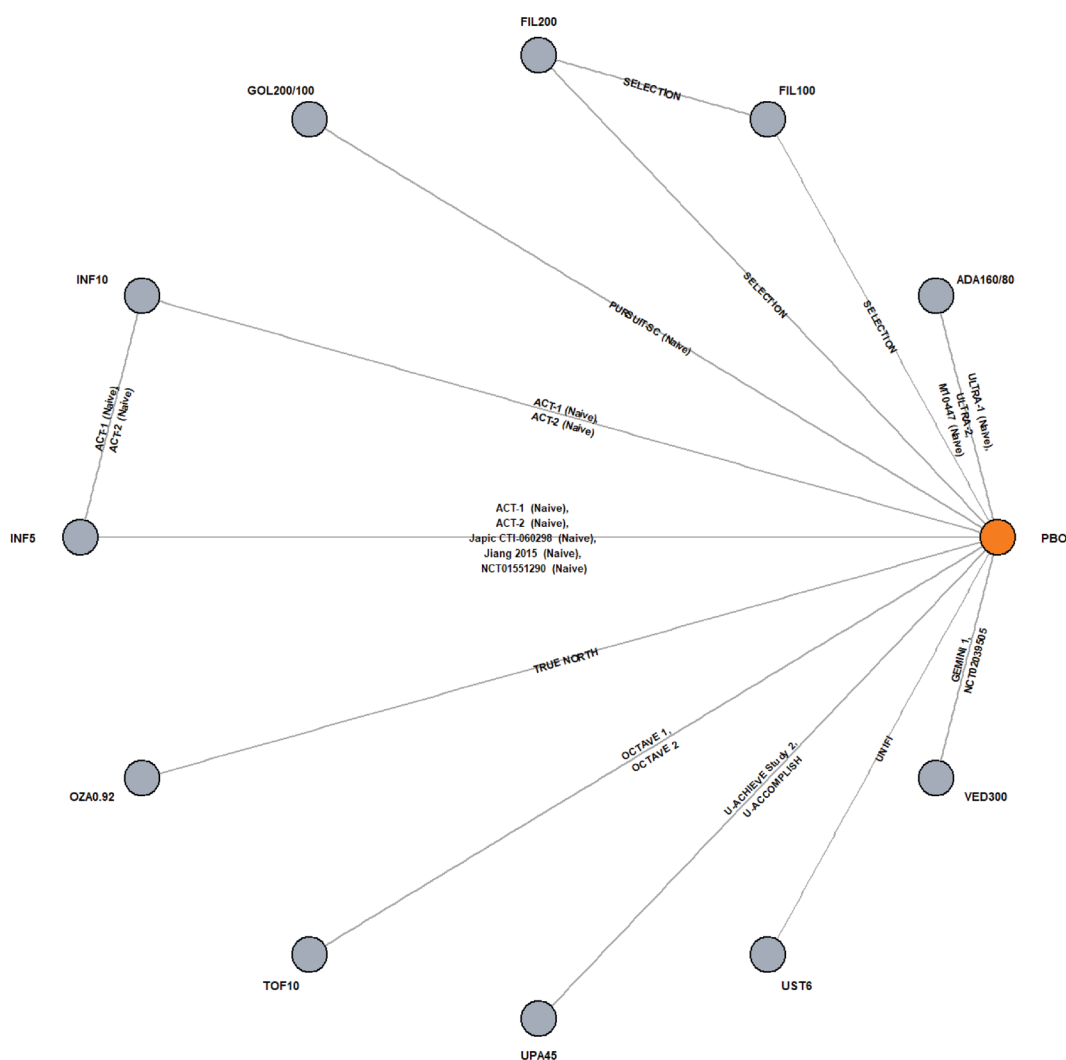 FIL200
SELECTION
FIL100
GOL200/100
SELECTION
SELECTION
PURSUIT-SC (Naive)
INF10
ADA160/80
ULTRA-1 (Naive),
ULTRA-2,
M10-447 (Naive)
ACT-1 (Naive),
ACT-2 (Naive)
ACT-1 (Naive),
ACT-2 (Naive)
INF5
ACT-1 (Naive),
ACT-2 (Naive),
Japic CTI-060298 (Naive),
Jiang 2015 (Naive),
NCT01551290 (Naive)
PBO
TRUE NORTH
GEMINI 1,
NCT02039505
OCTAVE 1,
OCTAVE 2
U-ACHIEVE Study 2,
U-ACCOMPLISH
UNIFI
OZA0.92
VED300
TOF10
UST6
UPA45